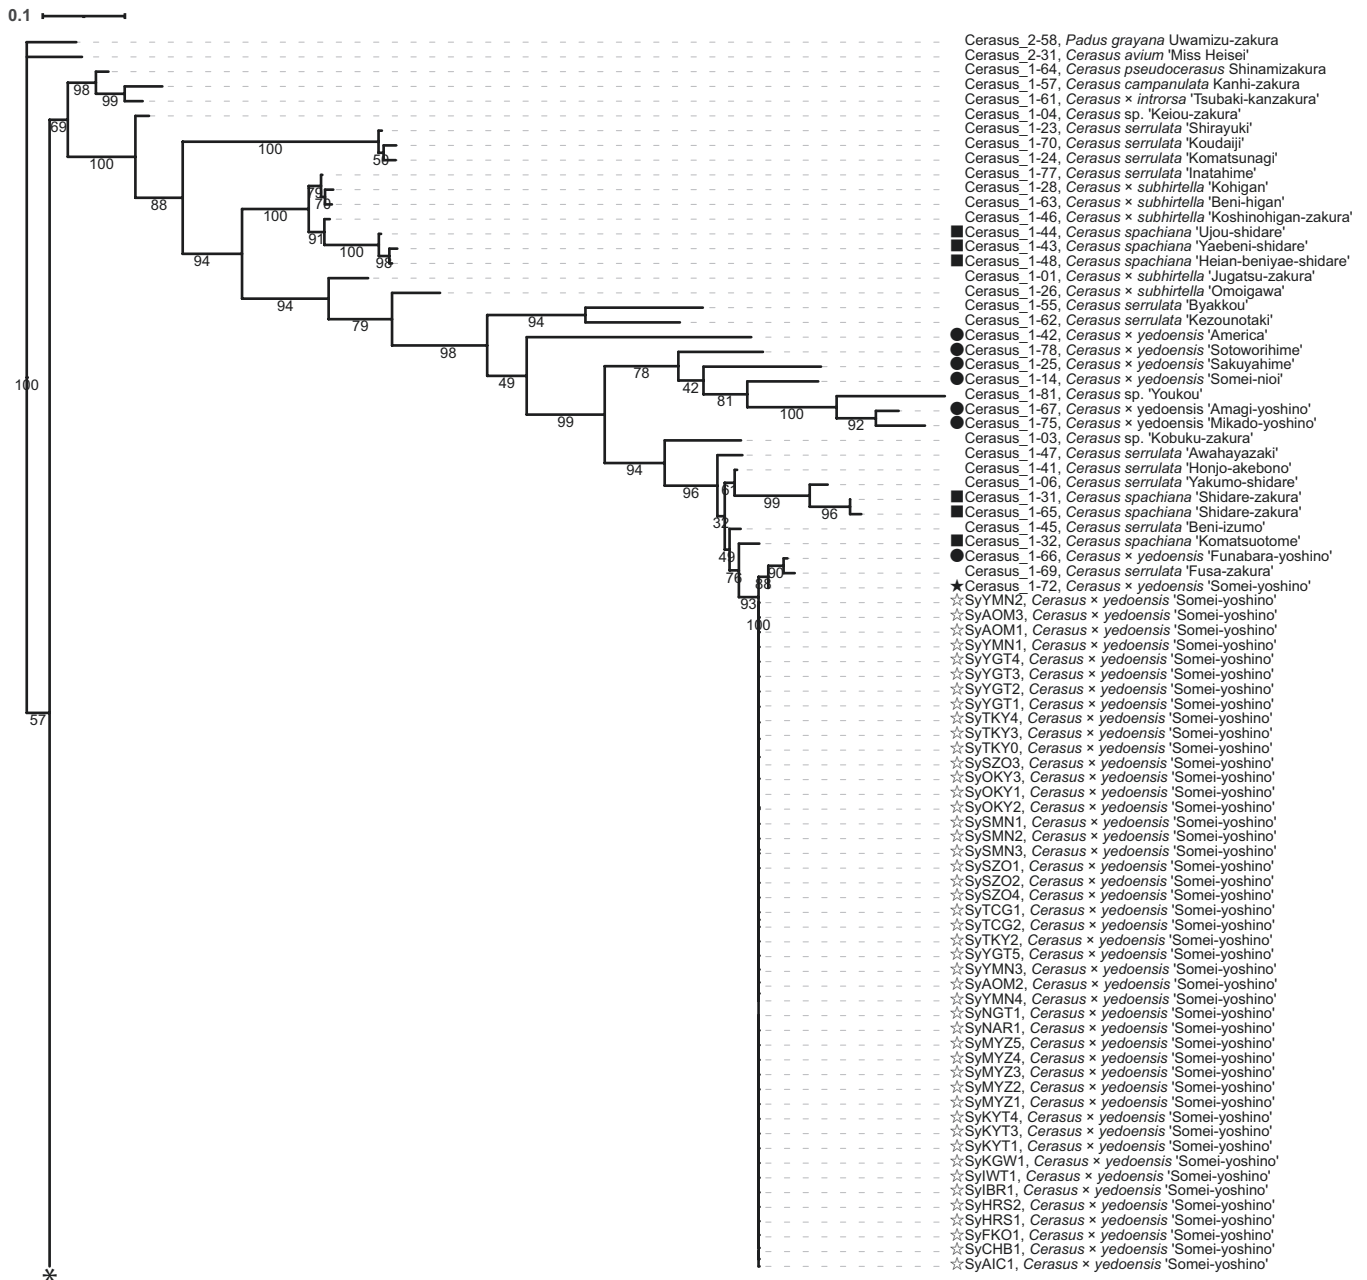 0.1
Cerasus_2-58, Padus grayana Uwamizu-zakura
Cerasus_2-31, Cerasus avium 'Miss Heisei'
Cerasus_1-64, Cerasus pseudocerasus Shinamizakura
98
Cerasus_1-57, Cerasus campanulata Kanhi-zakura
99
Cerasus_1-61, Cerasus × introrsa 'Tsubaki-kanzakura'
Cerasus_1-04, Cerasus sp. 'Keiou-zakura'
69
Cerasus_1-23, Cerasus serrulata 'Shirayuki'
100
Cerasus_1-70, Cerasus serrulata 'Koudaiji'
100
50
Cerasus_1-24, Cerasus serrulata 'Komatsunagi'
Cerasus_1-77, Cerasus serrulata 'Inatahime'
79
Cerasus_1-28, Cerasus × subhirtella 'Kohigan'
88
70
Cerasus_1-63, Cerasus × subhirtella 'Beni-higan'
100
Cerasus_1-46, Cerasus × subhirtella 'Koshinohigan-zakura'
■Cerasus_1-44, Cerasus spachiana 'Ujou-shidare'
91
■Cerasus_1-43, Cerasus spachiana 'Yaebeni-shidare'
100
94
98
■Cerasus_1-48, Cerasus spachiana 'Heian-beniyae-shidare'
Cerasus_1-01, Cerasus × subhirtella 'Jugatsu-zakura'
Cerasus_1-26, Cerasus × subhirtella 'Omoigawa'
94
Cerasus_1-55, Cerasus serrulata 'Byakkou'
79
94
Cerasus_1-62, Cerasus serrulata 'Kezounotaki'
●Cerasus_1-42, Cerasus × yedoensis 'America'
98
●Cerasus_1-78, Cerasus × yedoensis 'Sotoworihime'
●Cerasus_1-25, Cerasus × yedoensis 'Sakuyahime'
78
100
49
42
●Cerasus_1-14, Cerasus × yedoensis 'Somei-nioi'
Cerasus_1-81, Cerasus sp. 'Youkou'
81
●Cerasus_1-67, Cerasus × yedoensis 'Amagi-yoshino'
100
99
92
●Cerasus_1-75, Cerasus × yedoensis 'Mikado-yoshino'
Cerasus_1-03, Cerasus sp. 'Kobuku-zakura'
Cerasus_1-47, Cerasus serrulata 'Awahayazaki'
94
Cerasus_1-41, Cerasus serrulata 'Honjo-akebono'
Cerasus_1-06, Cerasus serrulata 'Yakumo-shidare'
96
61
■Cerasus_1-31, Cerasus spachiana 'Shidare-zakura'
99
■Cerasus_1-65, Cerasus spachiana 'Shidare-zakura'
96
32
Cerasus_1-45, Cerasus serrulata 'Beni-izumo'
■Cerasus_1-32, Cerasus spachiana 'Komatsuotome'
49
●Cerasus_1-66, Cerasus × yedoensis 'Funabara-yoshino'
90
Cerasus_1-69, Cerasus serrulata 'Fusa-zakura'
76
88
★Cerasus_1-72, Cerasus × yedoensis 'Somei-yoshino'
93
☆SyYMN2, Cerasus × yedoensis 'Somei-yoshino'
☆SyAOM3, Cerasus × yedoensis 'Somei-yoshino'
100
☆SyAOM1, Cerasus × yedoensis 'Somei-yoshino'
☆SyYMN1, Cerasus × yedoensis 'Somei-yoshino'
☆SyYGT4, Cerasus × yedoensis 'Somei-yoshino'
☆SyYGT3, Cerasus × yedoensis 'Somei-yoshino'
☆SyYGT2, Cerasus × yedoensis 'Somei-yoshino'
☆SyYGT1, Cerasus × yedoensis 'Somei-yoshino'
57
☆SyTKY4, Cerasus × yedoensis 'Somei-yoshino'
☆SyTKY3, Cerasus × yedoensis 'Somei-yoshino'
☆SyTKY0, Cerasus × yedoensis 'Somei-yoshino'
☆SySZO3, Cerasus × yedoensis 'Somei-yoshino'
☆SyOKY3, Cerasus × yedoensis 'Somei-yoshino'
☆SyOKY1, Cerasus × yedoensis 'Somei-yoshino'
☆SyOKY2, Cerasus × yedoensis 'Somei-yoshino'
☆SySMN1, Cerasus × yedoensis 'Somei-yoshino'
☆SySMN2, Cerasus × yedoensis 'Somei-yoshino'
☆SySMN3, Cerasus × yedoensis 'Somei-yoshino'
☆SySZO1, Cerasus × yedoensis 'Somei-yoshino'
☆SySZO2, Cerasus × yedoensis 'Somei-yoshino'
☆SySZO4, Cerasus × yedoensis 'Somei-yoshino'
☆SyTCG1, Cerasus × yedoensis 'Somei-yoshino'
☆SyTCG2, Cerasus × yedoensis 'Somei-yoshino'
☆SyTKY2, Cerasus × yedoensis 'Somei-yoshino'
☆SyYGT5, Cerasus × yedoensis 'Somei-yoshino'
☆SyYMN3, Cerasus × yedoensis 'Somei-yoshino'
☆SyAOM2, Cerasus × yedoensis 'Somei-yoshino'
☆SyYMN4, Cerasus × yedoensis 'Somei-yoshino'
☆SyNGT1, Cerasus × yedoensis 'Somei-yoshino'
☆SyNAR1, Cerasus × yedoensis 'Somei-yoshino'
☆SyMYZ5, Cerasus × yedoensis 'Somei-yoshino'
☆SyMYZ4, Cerasus × yedoensis 'Somei-yoshino'
☆SyMYZ3, Cerasus × yedoensis 'Somei-yoshino'
☆SyMYZ2, Cerasus × yedoensis 'Somei-yoshino'
☆SyMYZ1, Cerasus × yedoensis 'Somei-yoshino'
☆SyKYT4, Cerasus × yedoensis 'Somei-yoshino'
☆SyKYT3, Cerasus × yedoensis 'Somei-yoshino'
☆SyKYT1, Cerasus × yedoensis 'Somei-yoshino'
☆SyKGW1, Cerasus × yedoensis 'Somei-yoshino'
☆SyIWT1, Cerasus × yedoensis 'Somei-yoshino'
☆SyIBR1, Cerasus × yedoensis 'Somei-yoshino'
☆SyHRS2, Cerasus × yedoensis 'Somei-yoshino'
☆SyHRS1, Cerasus × yedoensis 'Somei-yoshino'
☆SyFKO1, Cerasus × yedoensis 'Somei-yoshino'
☆SyCHB1, Cerasus × yedoensis 'Somei-yoshino'
☆SyAIC1, Cerasus × yedoensis 'Somei-yoshino'
*